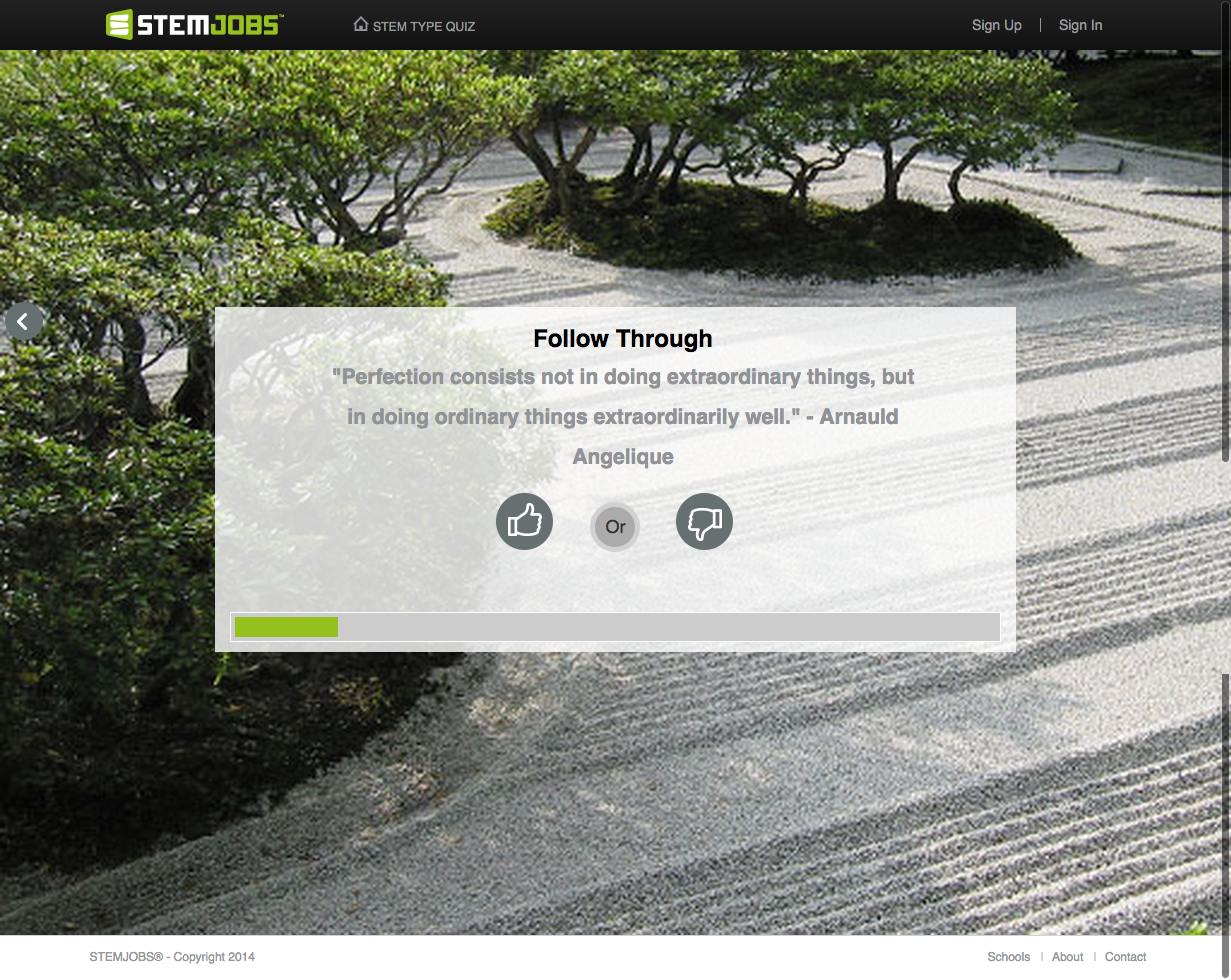 STEMJOBS™
STEM TYPE QUIZ
Sign Up
Sign In
Follow Through
"Perfection consists not in doing extraordinary things, but
in doing ordinary things extraordinarily well." - Arnauld
Angelique
Or
STEMJOBS® - Copyright 2014
Schools
About
Contact